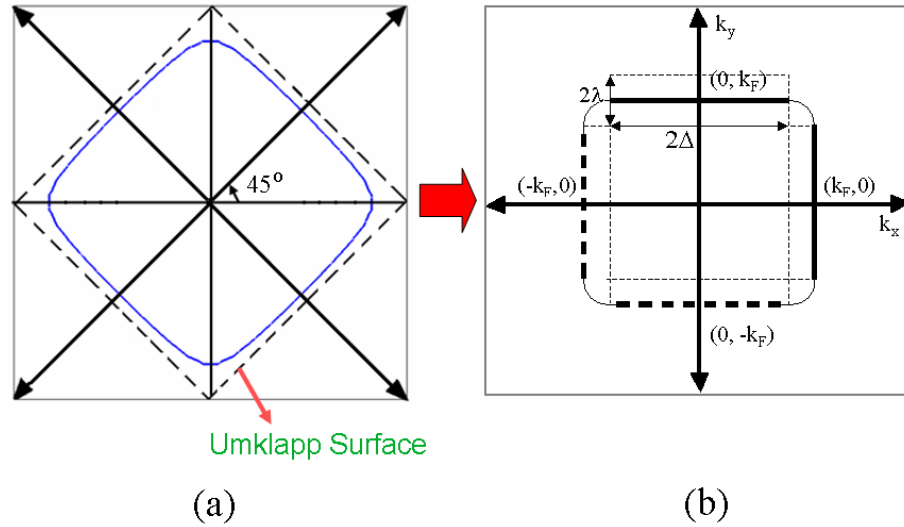 45°
Umklapp Surface
(a)
k_y
(0, k_F)
2λ
2Δ
(-k_F,0)
(k_F,0)
k_x
(0, -k_F)
(b)